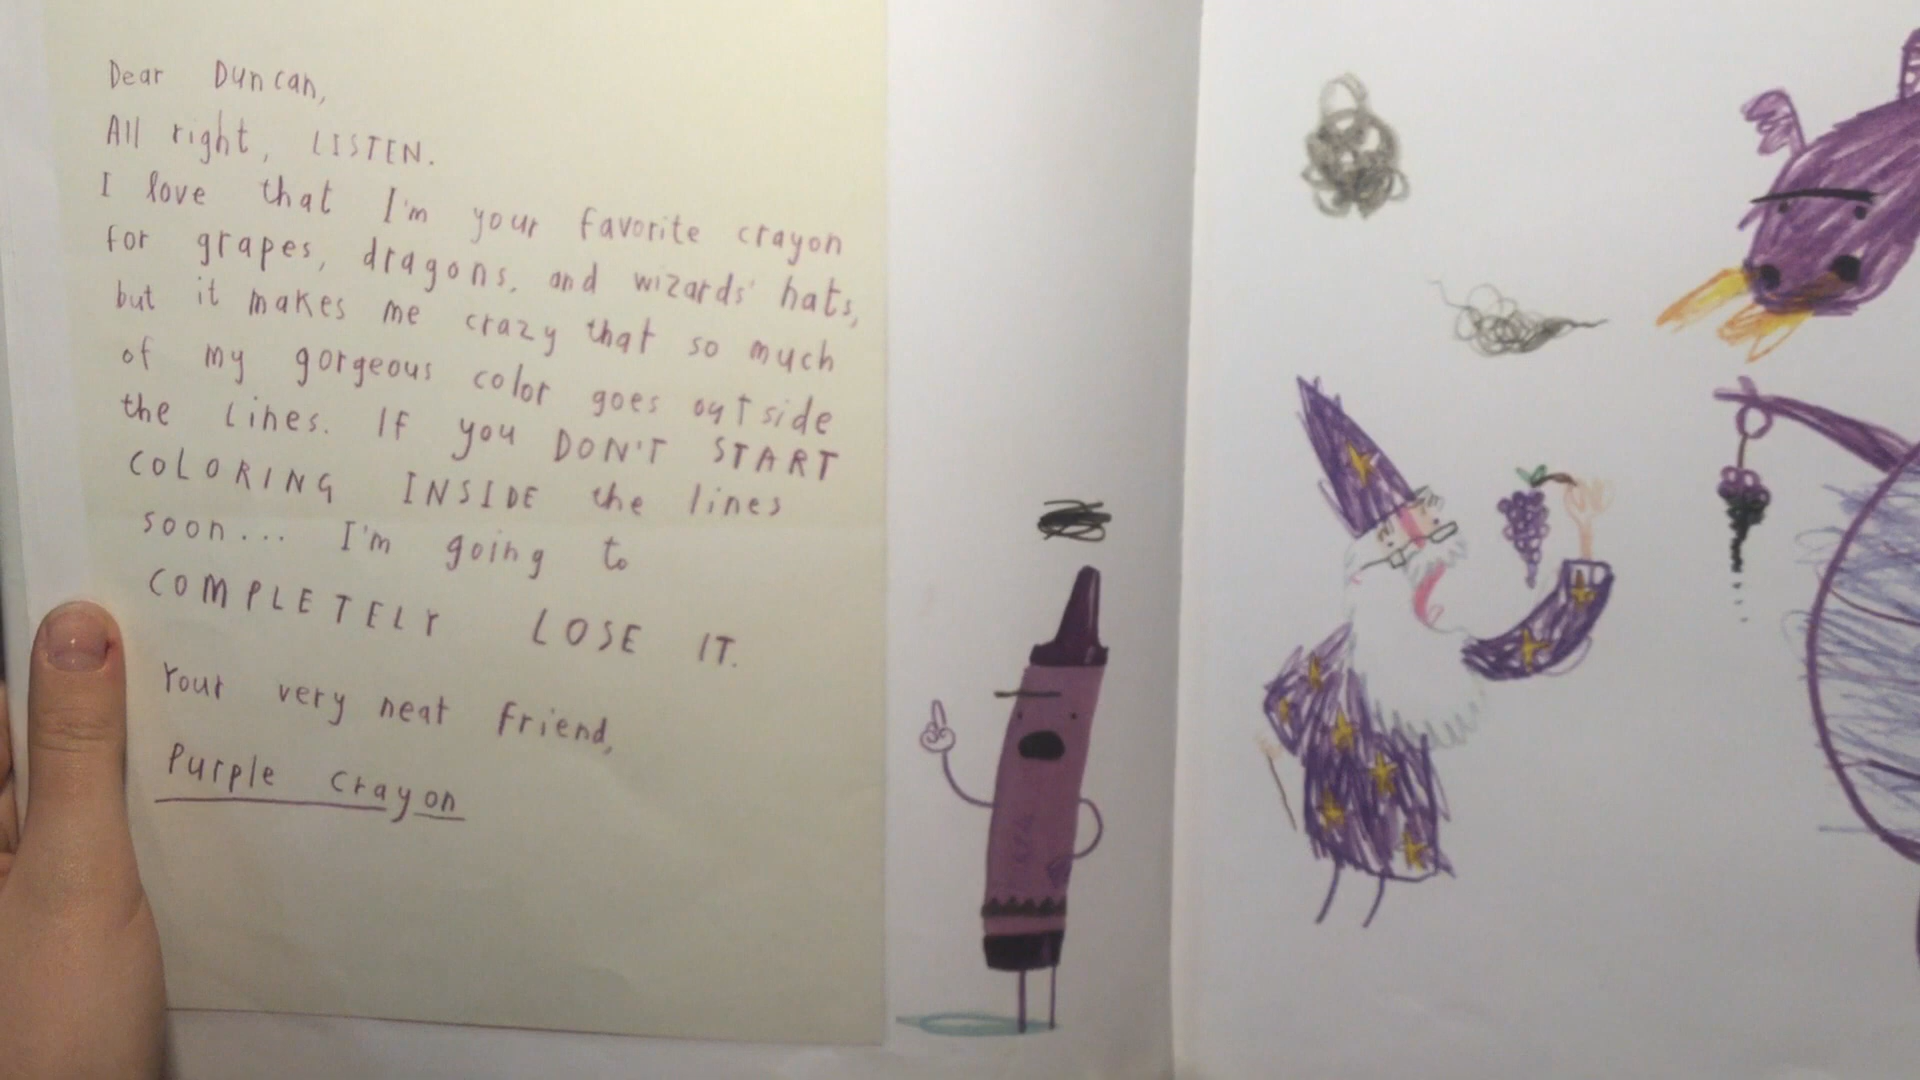 Dear Duncan,
All right, LISTEN.
I love that I'm your favorite crayon
for grapes, dragons, and wizards' hats,
but it makes me crazy that so much
of my gorgeous color goes outside
the lines. If you DON'T START
COLORING INSIDE the lines
soon... I'm going to
COMPLETELY LOSE IT.
Your very neat friend,
Purple Crayon